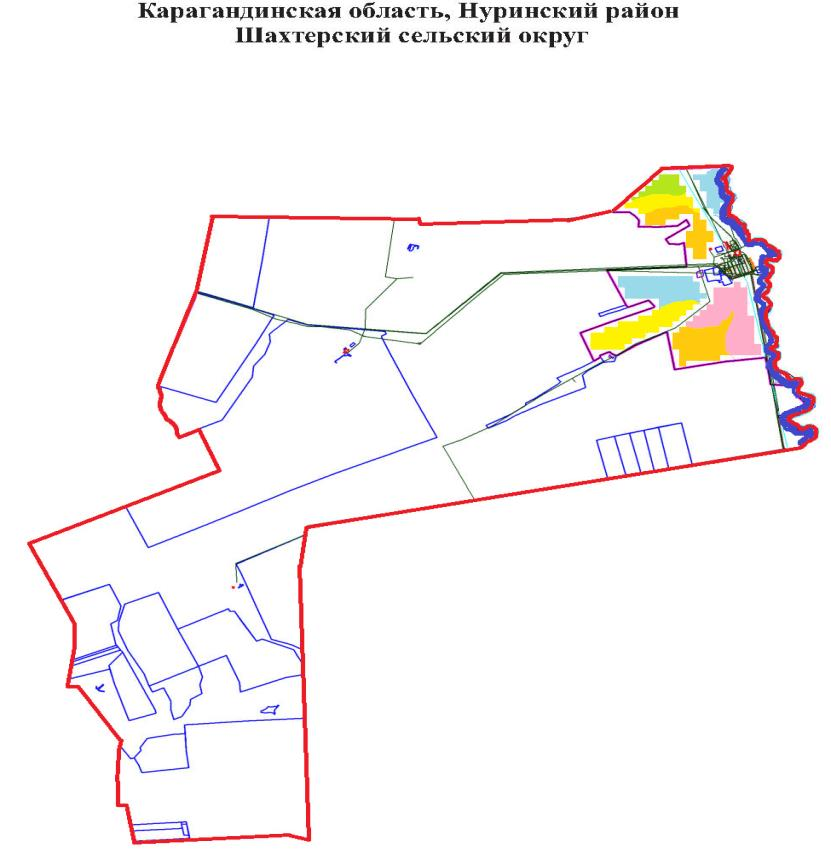 Карагандинская область, Нуринский район
Шахтерский сельский округ